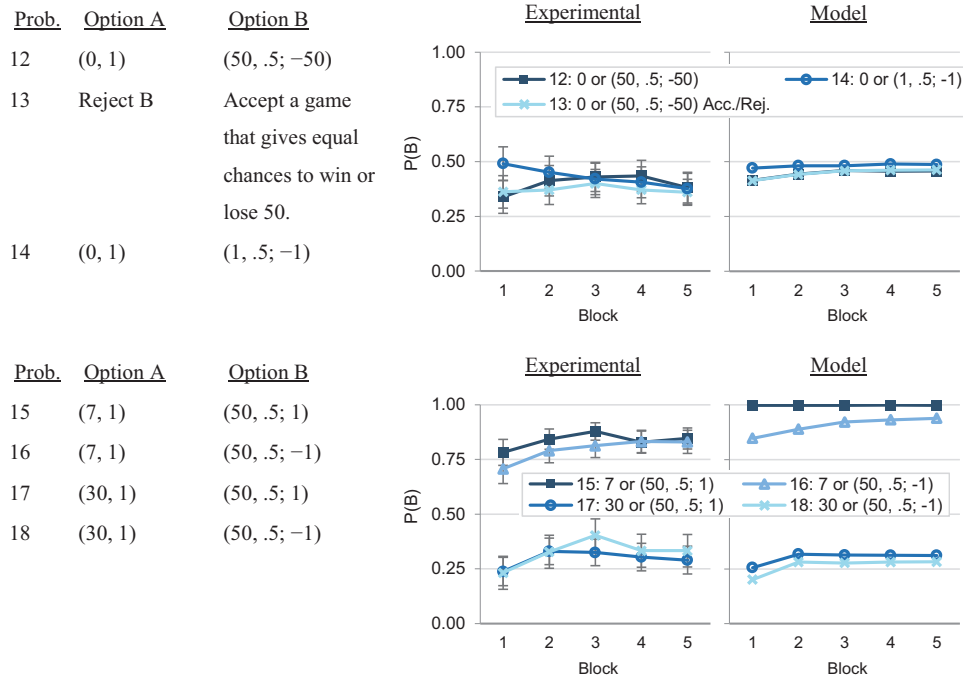 Prob. Option A Option B
12 (0, 1) (50, .5; −50)
13 Reject B Accept a game
that gives equal
chances to win or
lose 50.
14 (0, 1) (1, .5; −1)
Experimental Model
1.00
0.75
0.50
0.25
0.00
P(B)
12: 0 or (50, .5; -50) 14: 0 or (1, .5; -1)
13: 0 or (50, .5; -50) Acc./Rej.
1 2 3 4 5 1 2 3 4 5
Block Block
Prob. Option A Option B
15 (7, 1) (50, .5; 1)
16 (7, 1) (50, .5; −1)
17 (30, 1) (50, .5; 1)
18 (30, 1) (50, .5; −1)
Experimental Model
1.00
0.75
0.50
0.25
0.00
P(B)
15: 7 or (50, .5; 1) 16: 7 or (50, .5; -1)
17: 30 or (50, .5; 1) 18: 30 or (50, .5; -1)
1 2 3 4 5 1 2 3 4 5
Block Block